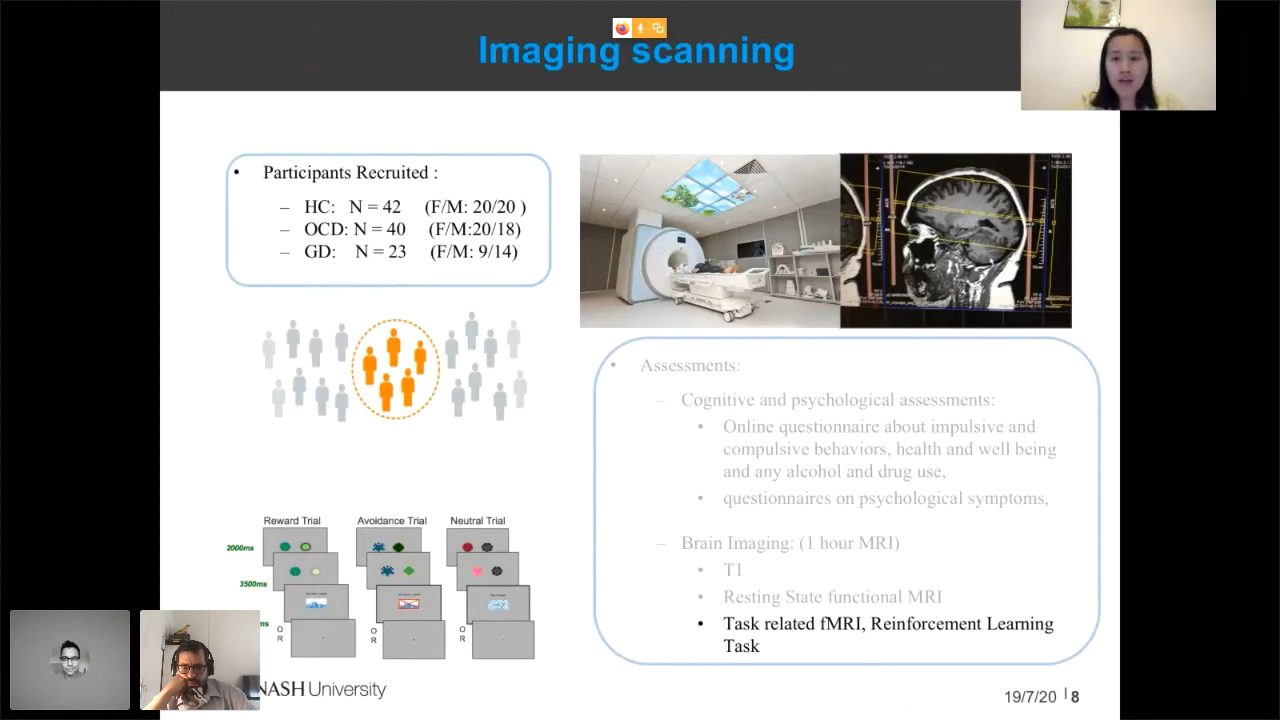 Imaging scanning
• Participants Recruited :
– HC: N = 42 (F/M: 20/20 )
– OCD: N = 40 (F/M:20/18)
– GD: N = 23 (F/M: 9/14)
• Assessments:
– Cognitive and psychological assessments:
• Online questionnaire about impulsive and
compulsive behaviors, health and well being
and any alcohol and drug use,
• questionnaires on psychological symptoms,
– Brain Imaging: (1 hour MRI)
• T1
• Resting State functional MRI
• Task related fMRI, Reinforcement Learning
Task
Reward Trial Avoidance Trial Neutral Trial
2000ms
3500ms
ms
O
R
O
R
O
R
NASH University
19/7/20 | 8